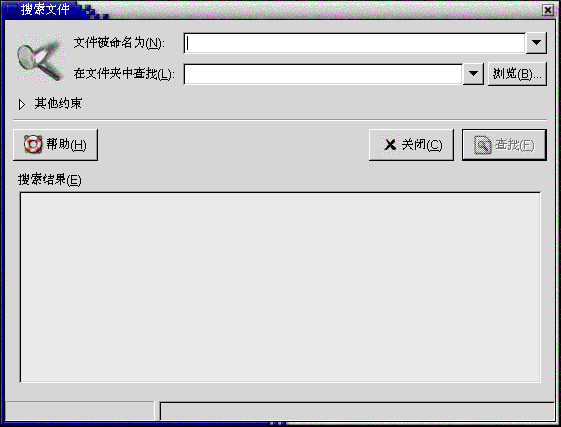 搜索文件
文件被命名为(N):
在文件夹中查找(L):
浏览(B)...
其他约束
帮助(H)
关闭(C)
查找(F)
搜索结果(E)